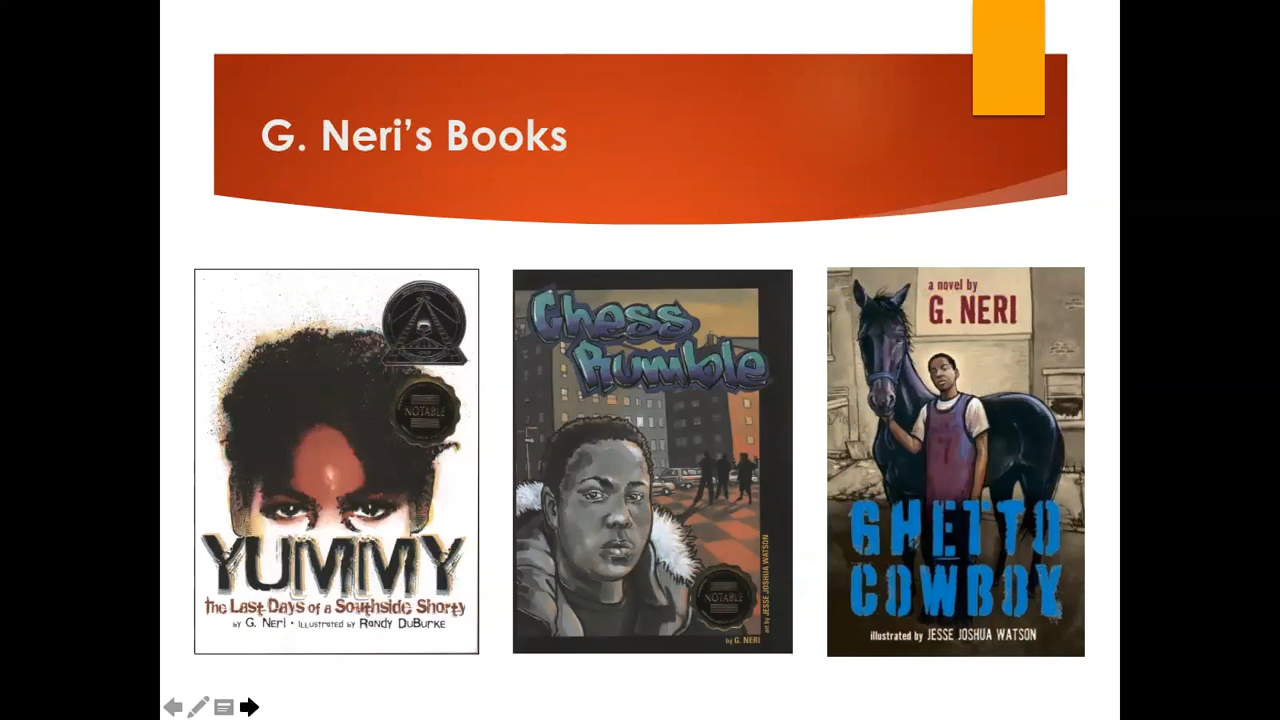 G. Neri's Books
NOTABLE
YUMMY
the Last Days of a Southside Shorty
by G. Neri • Illustrated by Randy DuBurke
Chess
Rumble
NOTABLE
art by JESSE JOSHUA WATSON
by G. NERI
a novel by
G. NERI
GHETTO
COWBOY
illustrated by JESSE JOSHUA WATSON